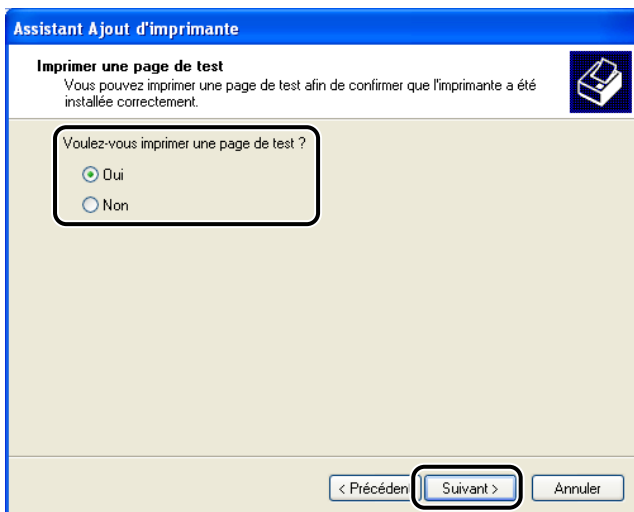 Assistant Ajout d'imprimante
Imprimer une page de test
Vous pouvez imprimer une page de test afin de confirmer que l'imprimante a été
installée correctement.
Voulez-vous imprimer une page de test ?
Oui
Non
< Précéden
Suivant >
Annuler